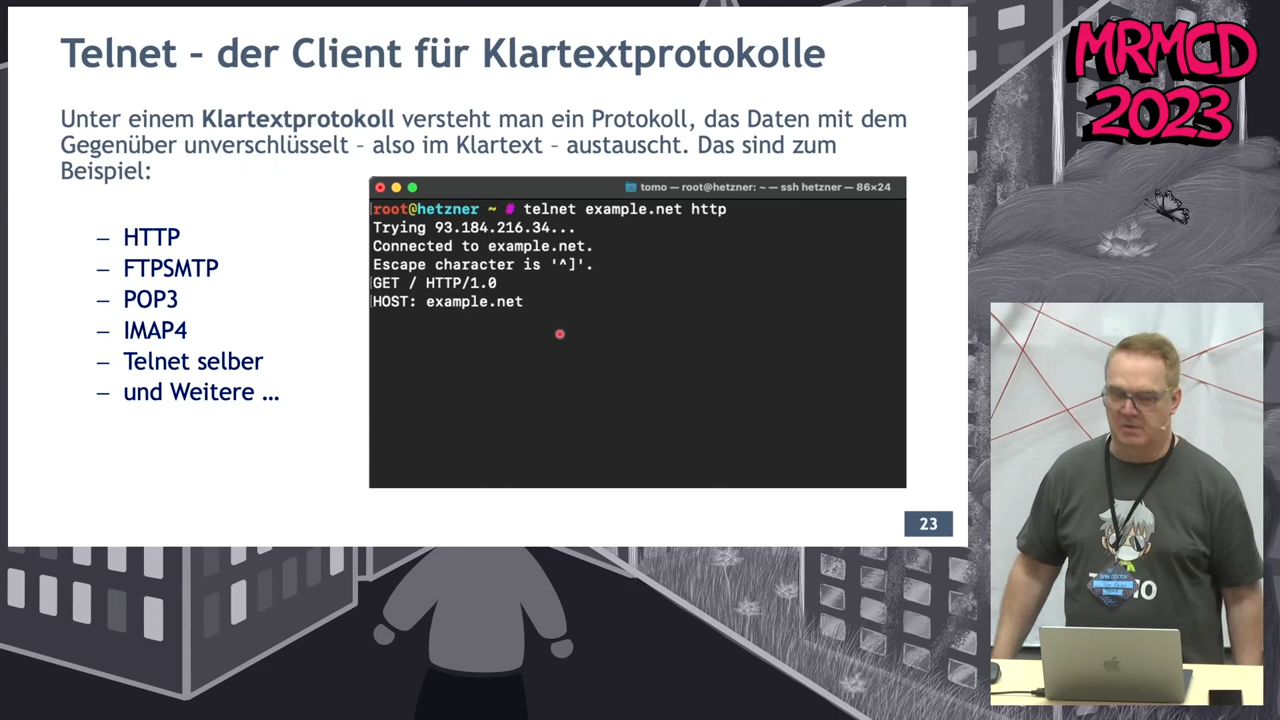 Telnet – der Client für Klartextprotokolle
MRMCD
2023
Unter einem Klartextprotokoll versteht man ein Protokoll, das Daten mit dem
Gegenüber unverschlüsselt – also im Klartext – austauscht. Das sind zum
Beispiel:
– HTTP
– FTPSMTP
– POP3
– IMAP4
– Telnet selber
– und Weitere …
tomo — root@hetzner: ~ — ssh hetzner — 86×24
root@hetzner ~ # telnet example.net http
Trying 93.184.216.34...
Connected to example.net.
Escape character is '^]'.
GET / HTTP/1.0
HOST: example.net
23